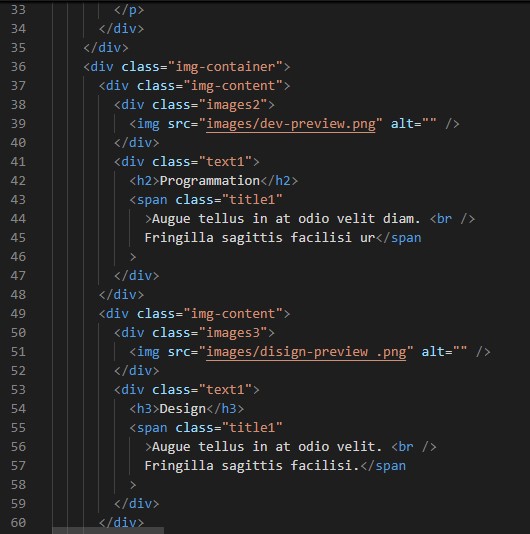 33 </p>
34 </div>
35 </div>
36 <div class="img-container">
37 <div class="img-content">
38 <div class="images2">
39 <img src="images/dev-preview.png" alt="" />
40 </div>
41 <div class="text1">
42 <h2>Programmation</h2>
43 <span class="title1"
44 >Augue tellus in at odio velit diam. <br />
45 Fringilla sagittis facilisi ur</span
46 >
47 </div>
48 </div>
49 <div class="img-content">
50 <div class="images3">
51 <img src="images/disign-preview .png" alt="" />
52 </div>
53 <div class="text1">
54 <h3>Design</h3>
55 <span class="title1"
56 >Augue tellus in at odio velit. <br />
57 Fringilla sagittis facilisi.</span
58 >
59 </div>
60 </div>